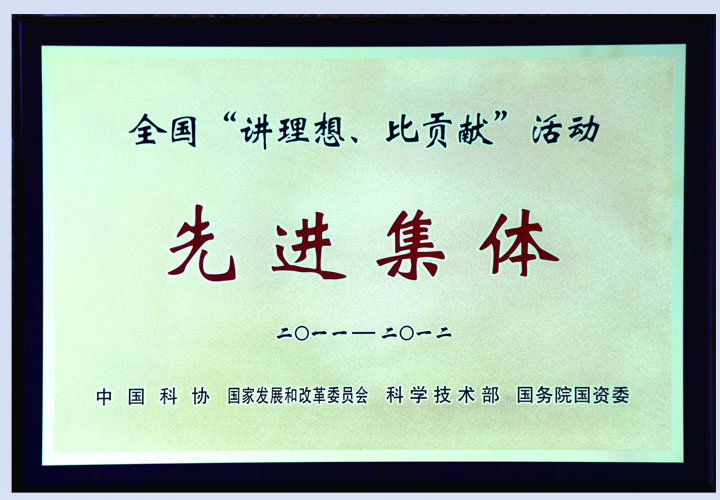 全国“讲理想、比贡献”活动
先进集体
二〇一一—二〇一二
中国科协 国家发展和改革委员会 科学技术部 国务院国资委